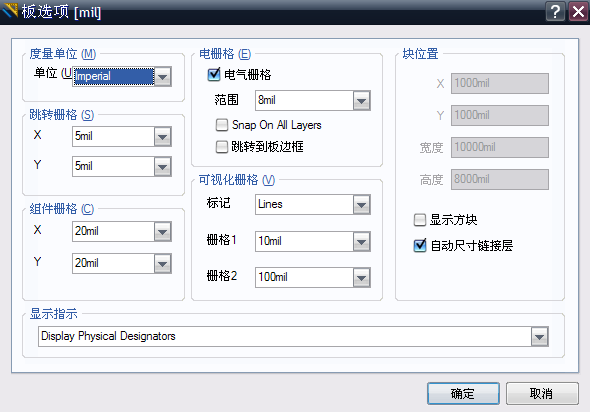 板选项 [mil]
度量单位 (M)
单位 (U
Imperial
跳转栅格 (S)
X 5mil
Y 5mil
组件栅格 (C)
X 20mil
Y 20mil
电栅格 (E)
电气栅格
范围 8mil
Snap On All Layers
跳转到板边框
可视化栅格 (V)
标记 Lines
栅格1 10mil
栅格2 100mil
块位置
X 1000mil
Y 1000mil
宽度 10000mil
高度 8000mil
显示方块
自动尺寸链接层
显示指示
Display Physical Designators
确定 取消